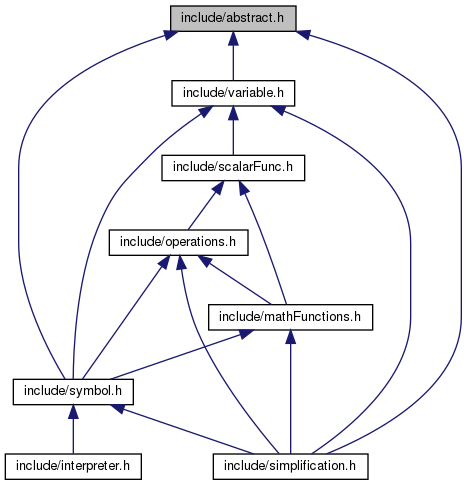 include/abstract.h
include/variable.h
include/scalarFunc.h
include/operations.h
include/mathFunctions.h
include/symbol.h
include/interpreter.h
include/simplification.h